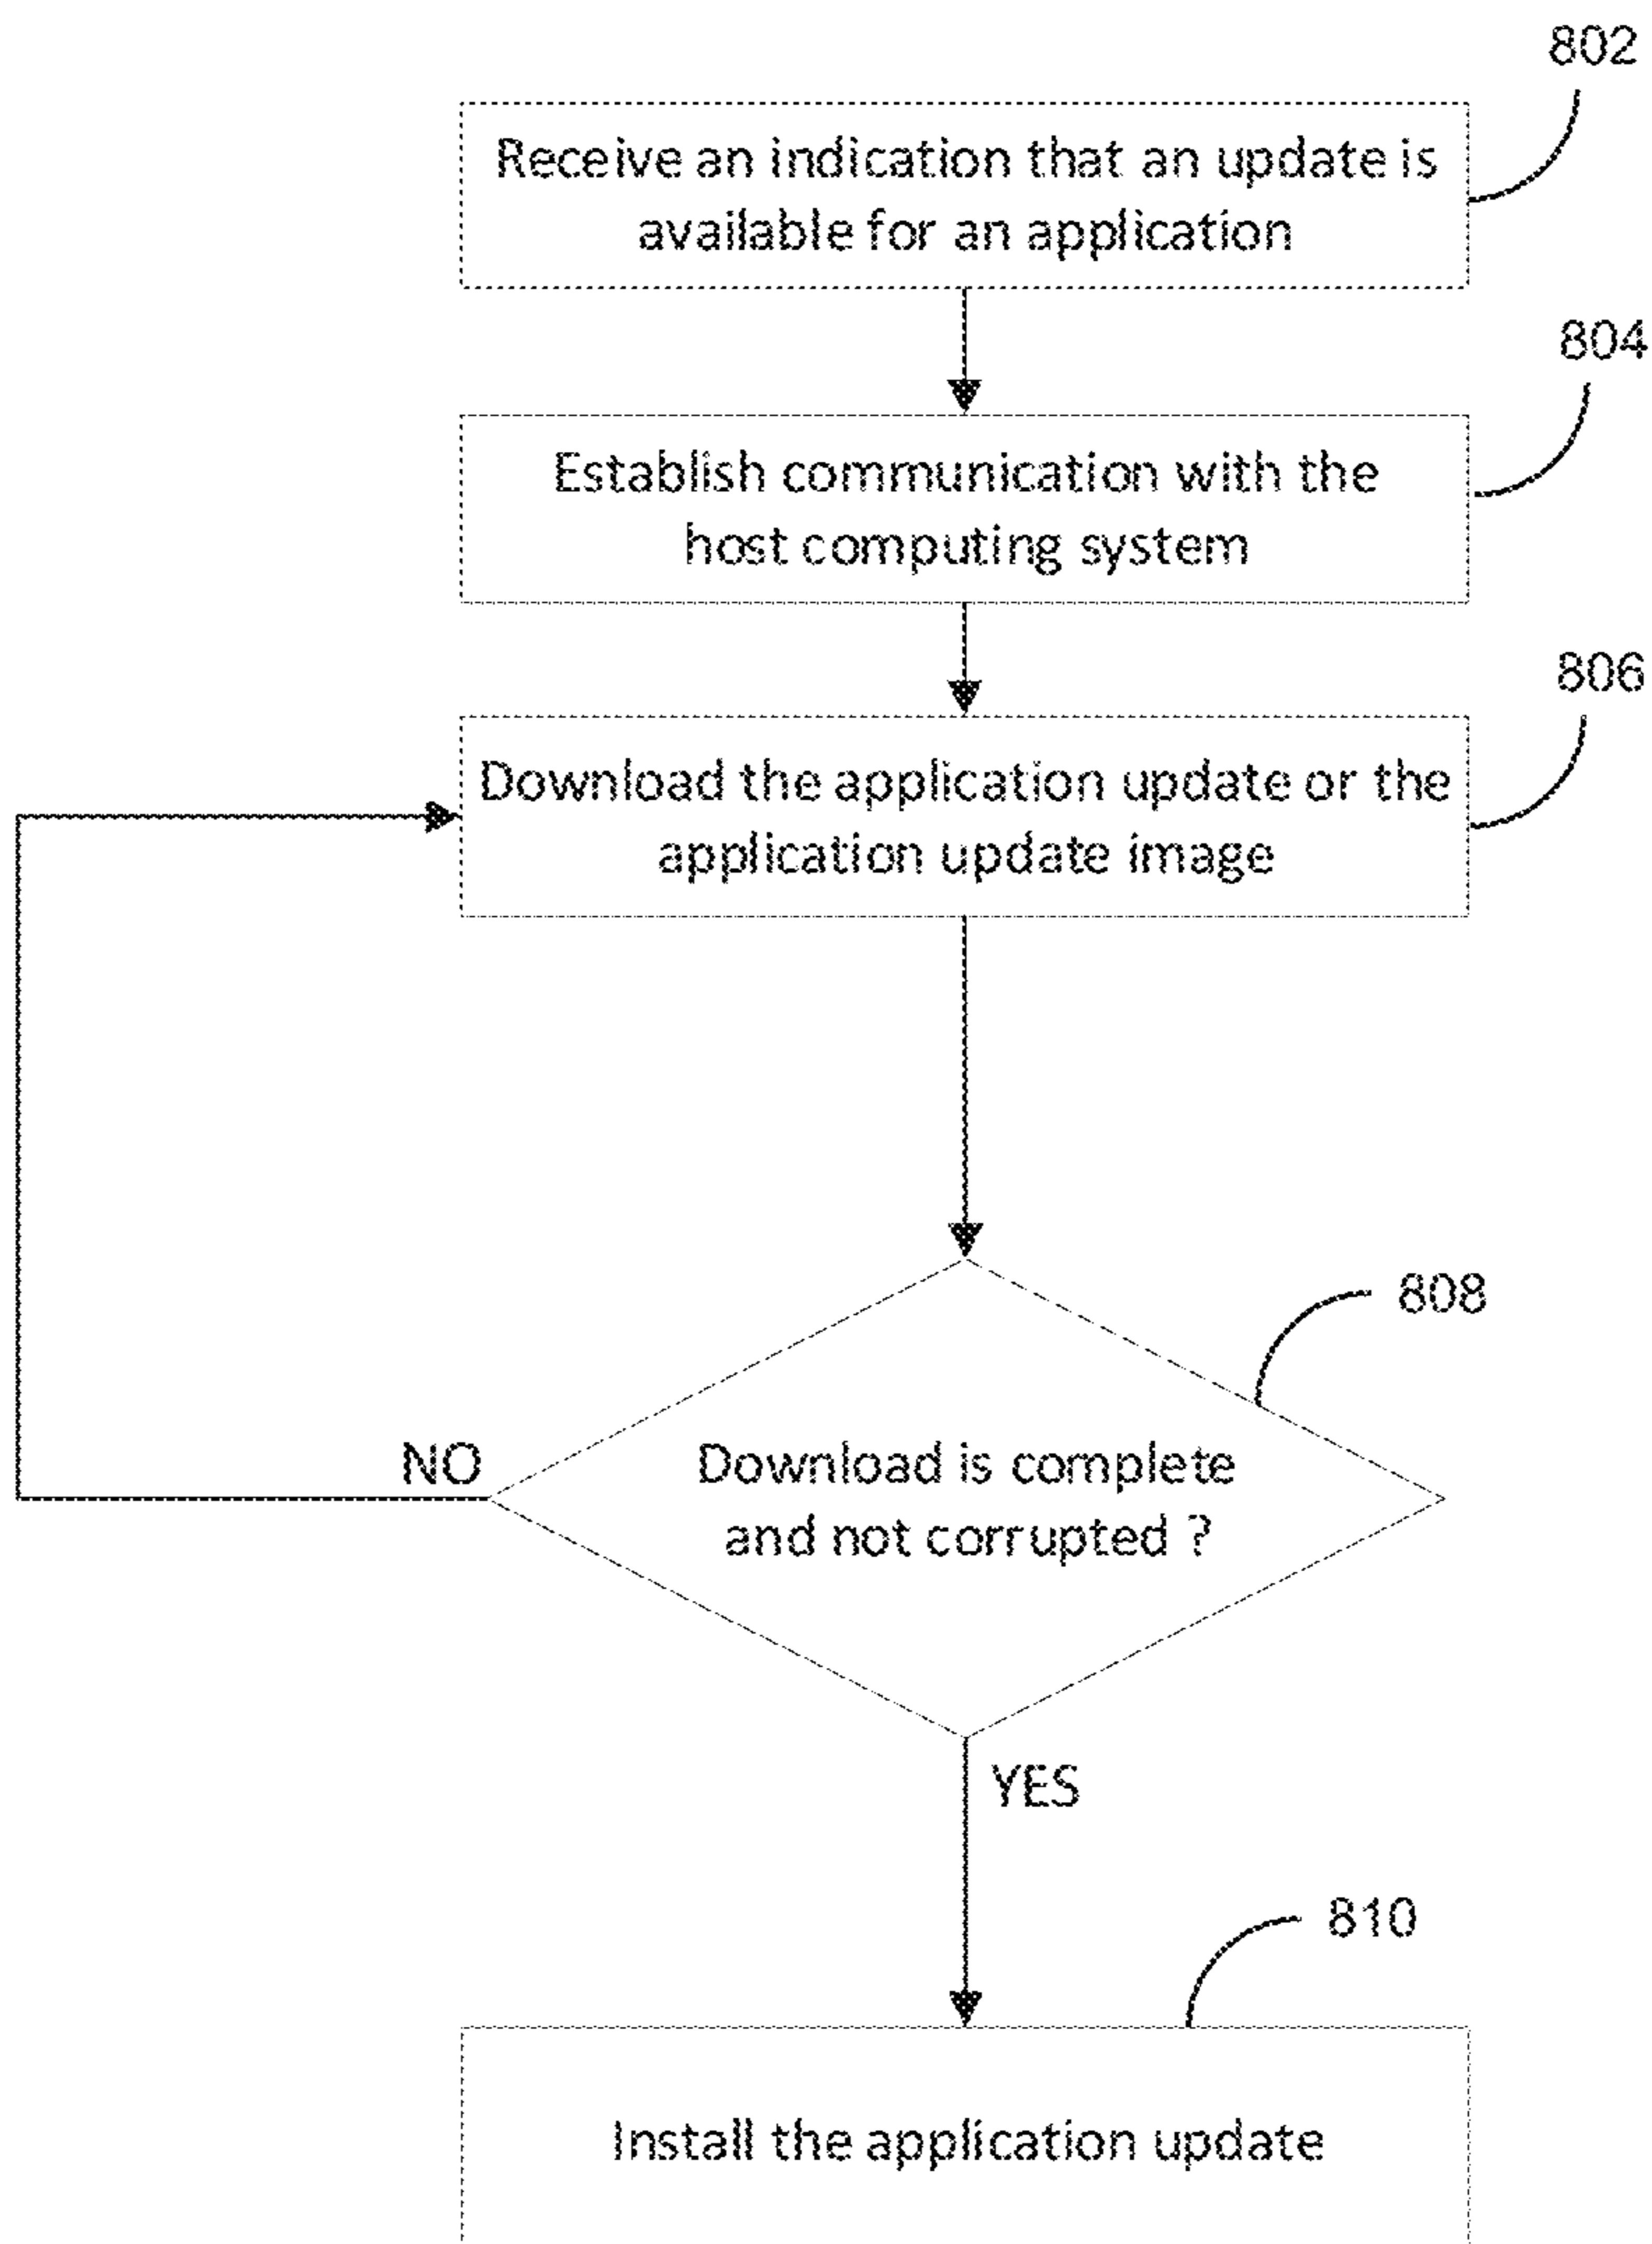 802
Receive an indication that an update is
available for an application
804
Establish communication with the
host computing system
806
Download the application update or the
application update image
808
NO
Download is complete
and not corrupted ?
YES
810
Install the application update